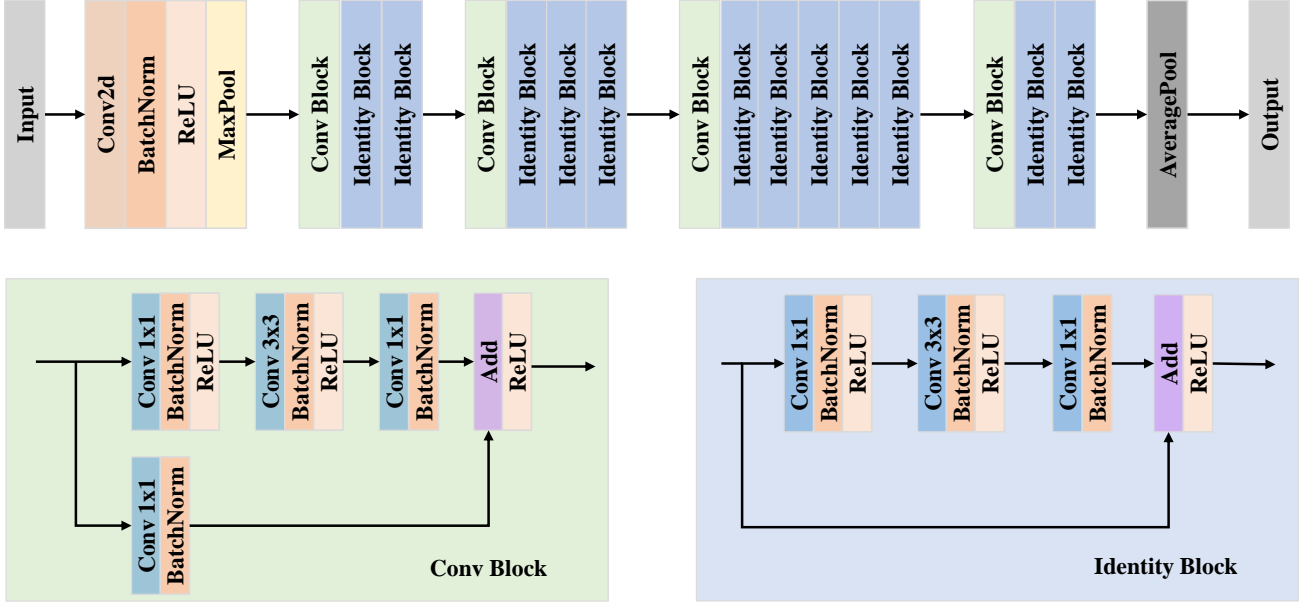 Input
Conv2d
BatchNorm
ReLU
MaxPool
Conv Block
Identity Block
Identity Block
Conv Block
Identity Block
Identity Block
Identity Block
Conv Block
Identity Block
Identity Block
Identity Block
Identity Block
Identity Block
Conv Block
Identity Block
Identity Block
AveragePool
Output
Conv 1x1
BatchNorm
ReLU
Conv 3x3
BatchNorm
ReLU
Conv 1x1
BatchNorm
Add
ReLU
Conv 1x1
BatchNorm
Conv Block
Conv 1x1
BatchNorm
ReLU
Conv 3x3
BatchNorm
ReLU
Conv 1x1
BatchNorm
Add
ReLU
Identity Block